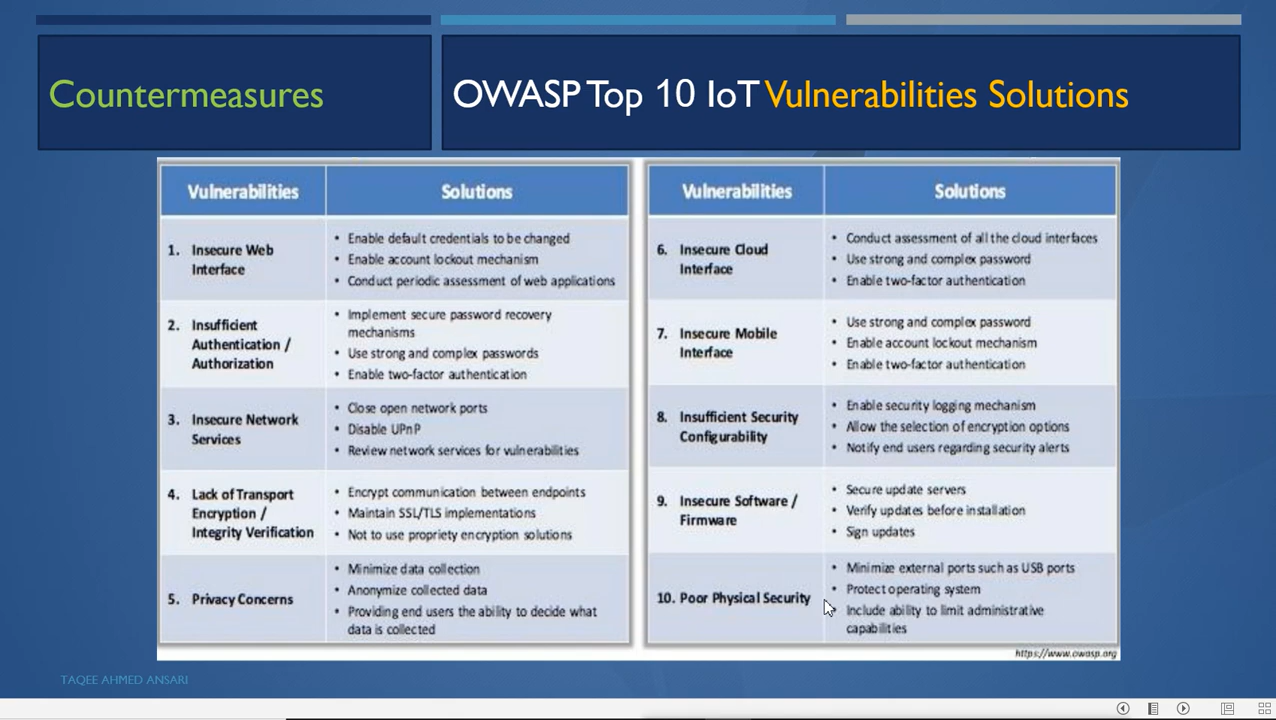 Countermeasures
OWASP Top 10 IoT Vulnerabilities Solutions
Vulnerabilities
Solutions
1. Insecure Web
Interface
• Enable default credentials to be changed
• Enable account lockout mechanism
• Conduct periodic assessment of web applications
2. Insufficient
Authentication /
Authorization
• Implement secure password recovery
mechanisms
• Use strong and complex passwords
• Enable two-factor authentication
3. Insecure Network
Services
• Close open network ports
• Disable UPnP
• Review network services for vulnerabilities
4. Lack of Transport
Encryption /
Integrity Verification
• Encrypt communication between endpoints
• Maintain SSL/TLS implementations
• Not to use propriety encryption solutions
5. Privacy Concerns
• Minimize data collection
• Anonymize collected data
• Providing end users the ability to decide what
data is collected
Vulnerabilities
Solutions
6. Insecure Cloud
Interface
• Conduct assessment of all the cloud interfaces
• Use strong and complex password
• Enable two-factor authentication
7. Insecure Mobile
Interface
• Use strong and complex password
• Enable account lockout mechanism
• Enable two-factor authentication
8. Insufficient Security
Configurability
• Enable security logging mechanism
• Allow the selection of encryption options
• Notify end users regarding security alerts
9. Insecure Software /
Firmware
• Secure update servers
• Verify updates before installation
• Sign updates
10. Poor Physical Security
• Minimize external ports such as USB ports
• Protect operating system
• Include ability to limit administrative
capabilities
https://www.owasp.org
TAQEE AHMED ANSARI